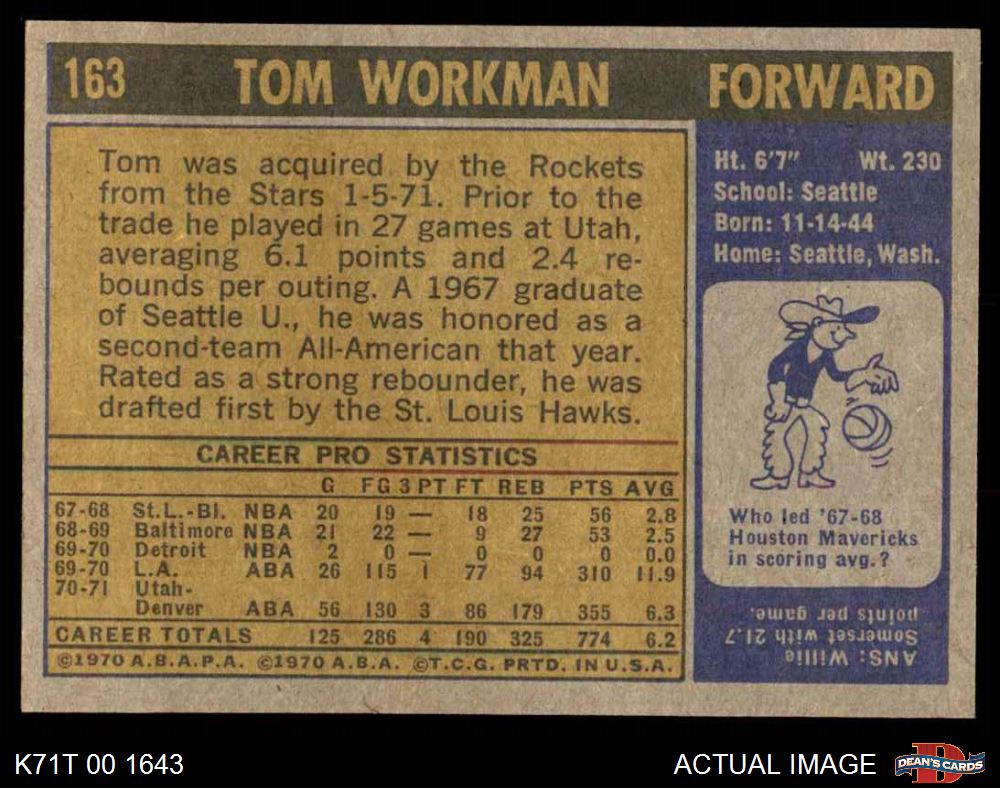 163 TOM WORKMAN FORWARD
Tom was acquired by the Rockets
from the Stars 1-5-71. Prior to the
trade he played in 27 games at Utah,
averaging 6.1 points and 2.4 re-
bounds per outing. A 1967 graduate
of Seattle U., he was honored as a
second-team All-American that year.
Rated as a strong rebounder, he was
drafted first by the St. Louis Hawks.
CAREER PRO STATISTICS
G FG 3PT FT REB PTS AVG
67-68 St.L.-Bl. NBA 20 19 — 18 25 56 2.8
68-69 Baltimore NBA 21 22 — 9 27 53 2.5
69-70 Detroit NBA 2 0 — 0 0 0 0.0
69-70 L.A. ABA 26 115 1 77 94 310 11.9
70-71 Utah-
Denver ABA 56 130 3 86 179 355 6.3
CAREER TOTALS 125 286 4 190 325 774 6.2
©1970 A.B.A.P.A. ©1970 A.B.A. ©T.C.G. PRTD. IN U.S.A.
Ht. 6'7" Wt. 230
School: Seattle
Born: 11-14-44
Home: Seattle, Wash.
Who led '67-68
Houston Mavericks
in scoring avg.?
ANS: Willie
Somerset with 21.7
points per game.
K71T 00 1643
ACTUAL IMAGE
D
DEAN'S CARDS